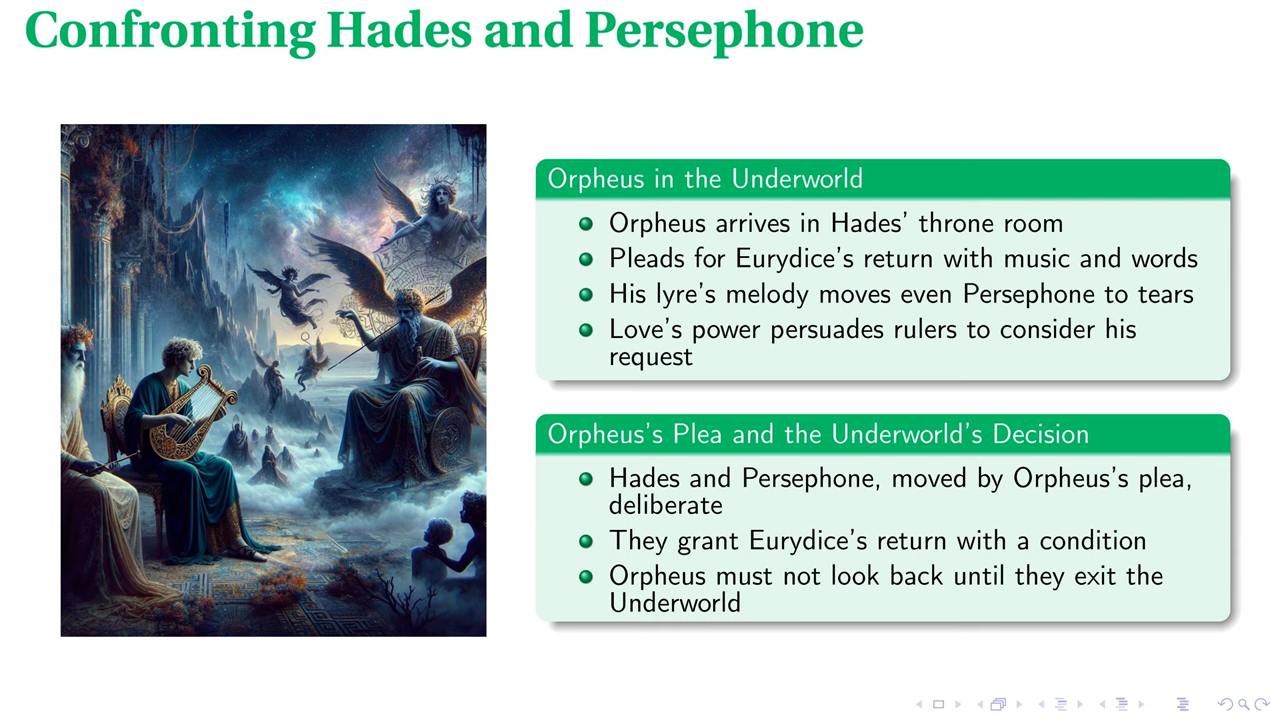 Confronting Hades and Persephone
Orpheus in the Underworld
Orpheus arrives in Hades’ throne room
Pleads for Eurydice’s return with music and words
His lyre’s melody moves even Persephone to tears
Love’s power persuades rulers to consider his
request
Orpheus’s Plea and the Underworld’s Decision
Hades and Persephone, moved by Orpheus’s plea,
deliberate
They grant Eurydice’s return with a condition
Orpheus must not look back until they exit the
Underworld